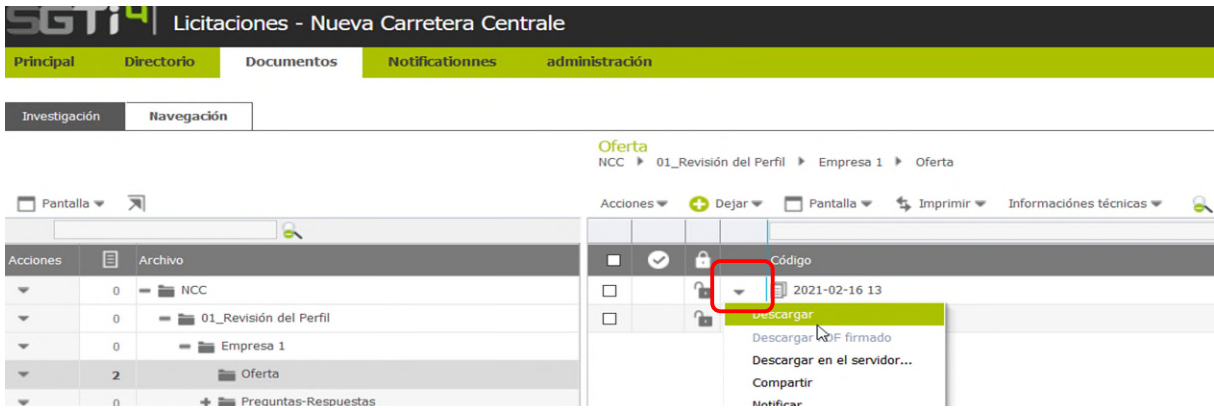 SGTi4 Licitaciones - Nueva Carretera Centrale
Principal Directorio Documentos Notificationnes administración
Investigación Navegación
Oferta
NCC 01_Revisión del Perfil Empresa 1 Oferta
Pantalla
Acciones Dejar Pantalla Imprimir Informaciónes técnicas
Acciones Archivo
Código
0 NCC
2021-02-16 13
0 01_Revisión del Perfil
Descargar
Descargar PDF firmado
0 Empresa 1
Descargar en el servidor...
2 Oferta
Compartir
0 Preguntas-Respuestas
Notificar